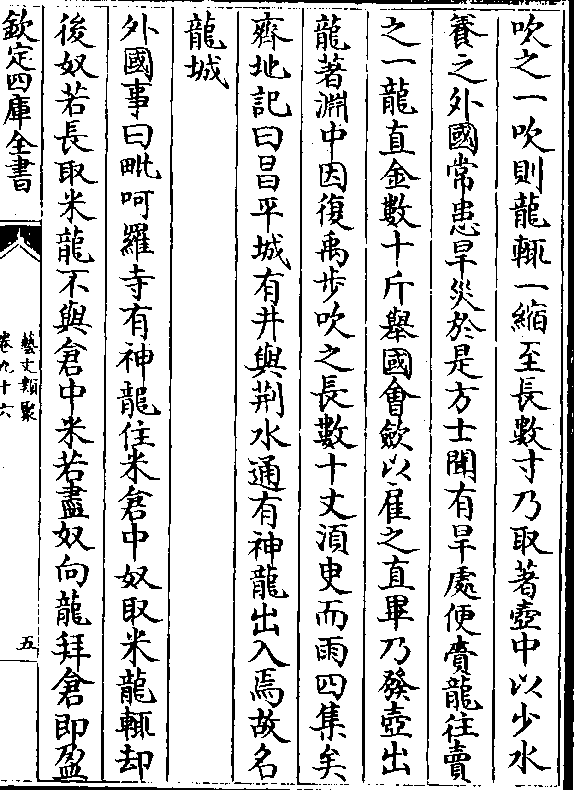 吹之一吹則龍輒一縮至長數寸乃取著壺中以少水
養之外國常患旱災於是方士聞有旱處便賷龍往賣
之一龍直金數十斤舉國會歛以雇之直畢乃發壺出
龍著淵中因復禹步吹之長數十丈湏臾而雨四集矣
齊地記曰昌平城有井與荆水通有神龍出入焉故名
龍城
外國事曰毗呵羅寺有神龍住米倉中奴取米龍輒却
後奴若長取米龍不與倉中米若盡奴向龍拜倉即盈
欽定四庫全書
藝文類聚
卷九十六
五